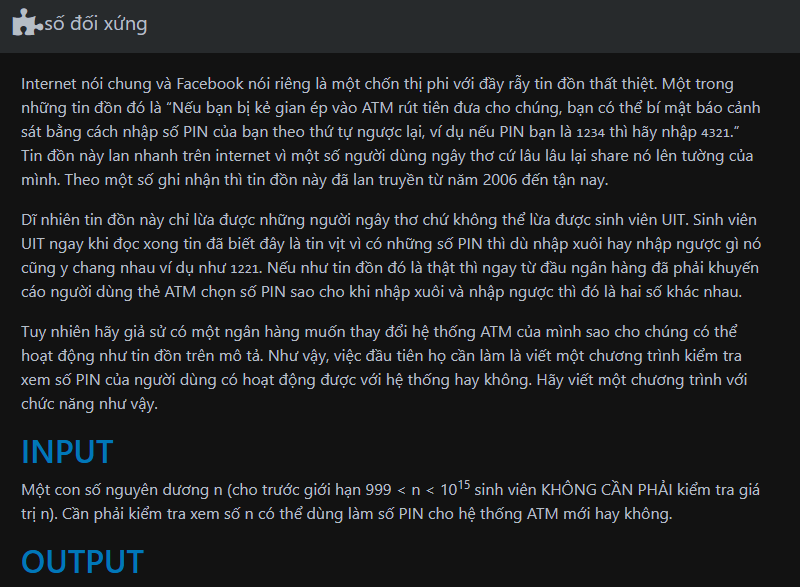 số đối xứng
Internet nói chung và Facebook nói riêng là một chốn thị phi với đầy rẫy tin đồn thất thiệt. Một trong
những tin đồn đó là “Nếu bạn bị kẻ gian ép vào ATM rút tiền đưa cho chúng, bạn có thể bí mật báo cảnh
sát bằng cách nhập số PIN của bạn theo thứ tự ngược lại, ví dụ nếu PIN bạn là 1234 thì hãy nhập 4321.”
Tin đồn này lan nhanh trên internet vì một số người dùng ngây thơ cứ lâu lâu lại share nó lên tường của
mình. Theo một số ghi nhận thì tin đồn này đã lan truyền từ năm 2006 đến tận nay.
Dĩ nhiên tin đồn này chỉ lừa được những người ngây thơ chứ không thể lừa được sinh viên UIT. Sinh viên
UIT ngay khi đọc xong tin đã biết đây là tin vịt vì có những số PIN thì dù nhập xuôi hay nhập ngược gì nó
cũng y chang nhau ví dụ như 1221. Nếu như tin đồn đó là thật thì ngay từ đầu ngân hàng đã phải khuyến
cáo người dùng thẻ ATM chọn số PIN sao cho khi nhập xuôi và nhập ngược thì đó là hai số khác nhau.
Tuy nhiên hãy giả sử có một ngân hàng muốn thay đổi hệ thống ATM của mình sao cho chúng có thể
hoạt động như tin đồn trên mô tả. Như vậy, việc đầu tiên họ cần làm là viết một chương trình kiểm tra
xem số PIN của người dùng có hoạt động được với hệ thống hay không. Hãy viết một chương trình với
chức năng như vậy.
INPUT
Một con số nguyên dương n (cho trước giới hạn 999 < n < 10¹⁵ sinh viên KHÔNG CẦN PHẢI kiểm tra giá
trị n). Cần phải kiểm tra xem số n có thể dùng làm số PIN cho hệ thống ATM mới hay không.
OUTPUT